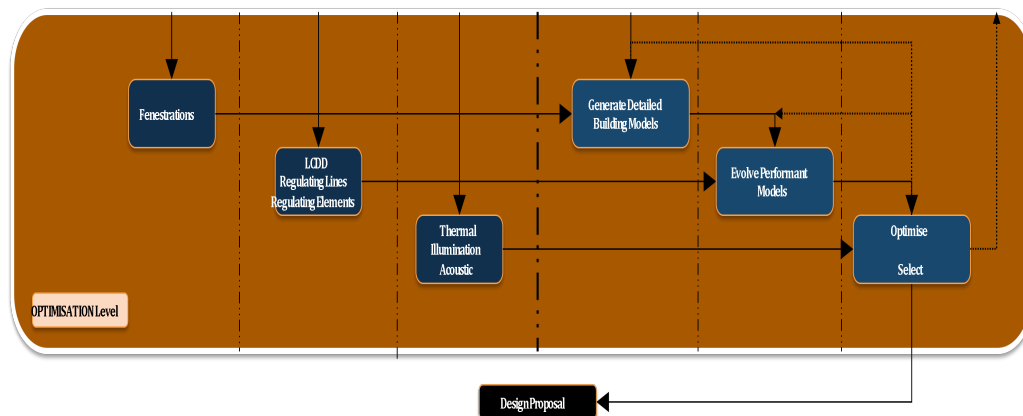 Fenestrations
Generate Detailed
Building Models
LCDD
Regulating Lines
Regulating Elements
Evolve Performant
Models
Thermal
Illumination
Acoustic
Optimise
Select
OPTIMISATION Level
Design Proposal